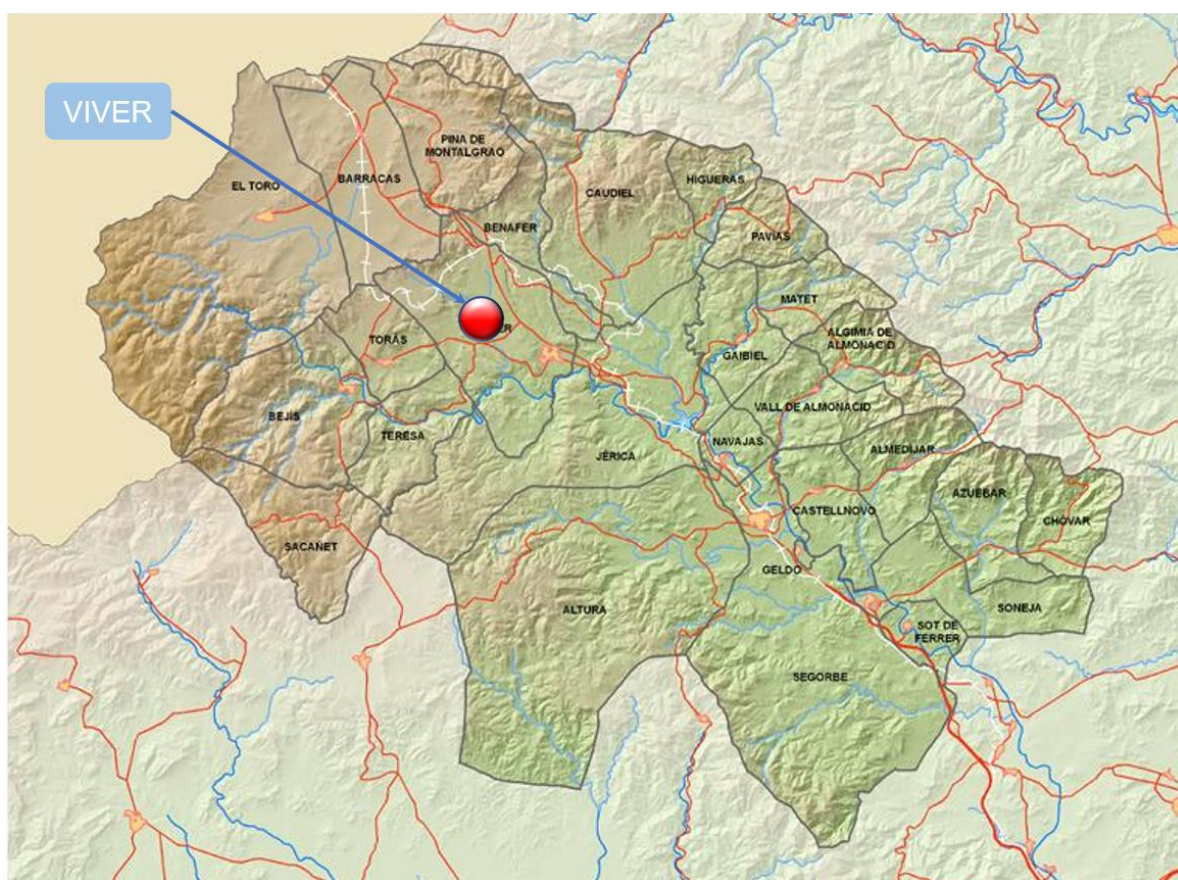 VIVER
PINA DE
MONTALGRAO
EL TORO
BARRACAS
CAUDIEL
HIGUERAS
BENAFER
PAVIAS
MATET
TORÁS
ALGIMIA DE
ALMONACID
GAIBIEL
VALL DE ALMONACID
BEJÍS
TERESA
NAVAJAS
ALMEDIJAR
JÉRICA
AZUEBAR
CASTELLNOVO
CHOVAR
SACAÑET
GELDO
ALTURA
SONEJA
SOT DE
FERRER
SEGORBE